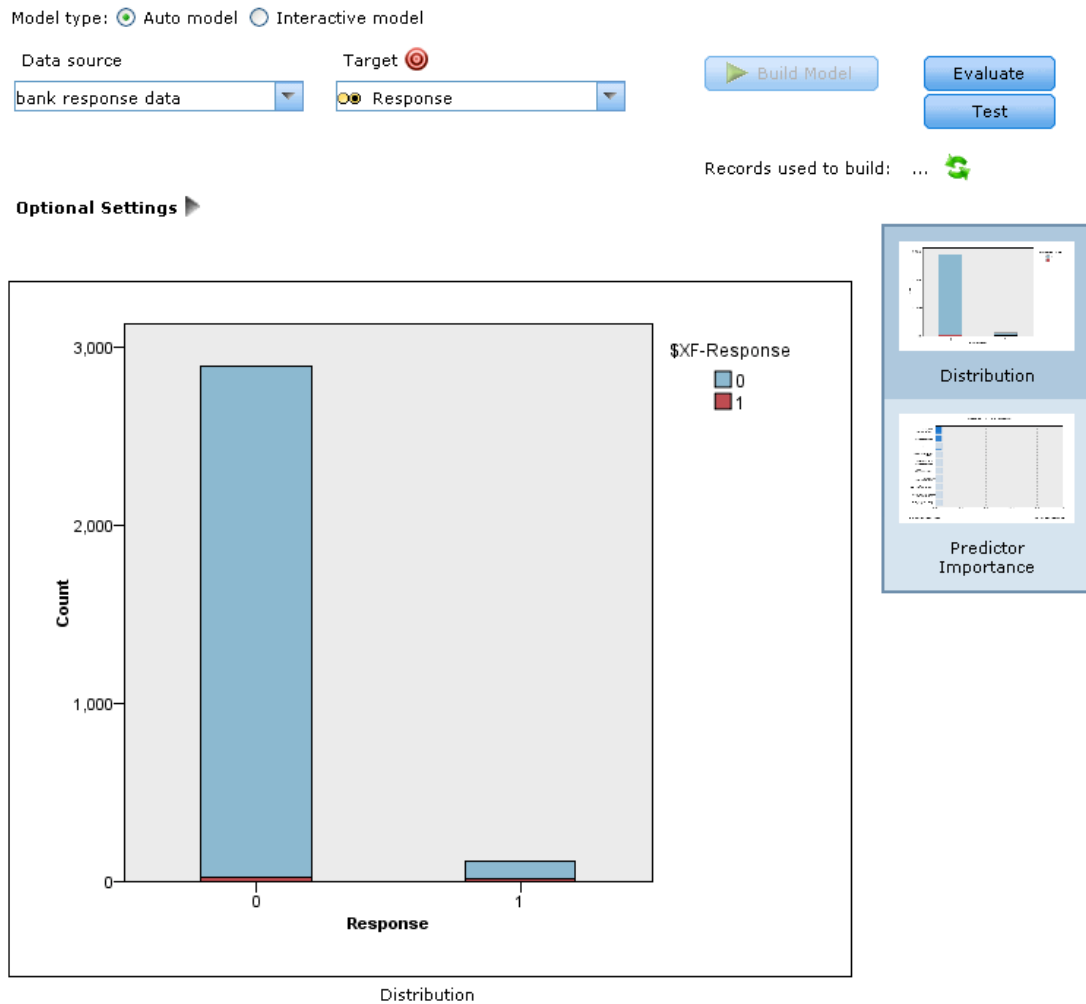 Model type: Auto model Interactive model
Data source Target
bank response data Response
Build Model
Evaluate
Test
Records used to build: ...
Optional Settings
3,000
2,000
1,000
0
Count
0 1
Response
$XF-Response
0
1
Distribution
Distribution
Predictor
Importance